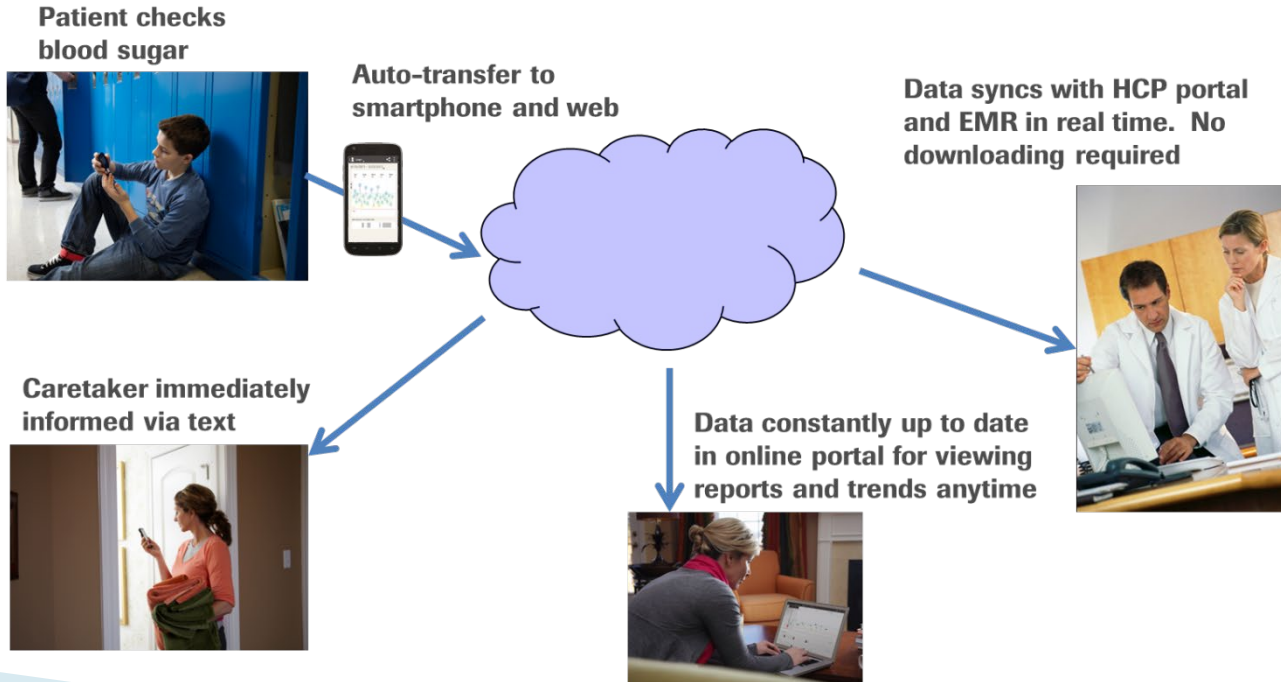 Patient checks
blood sugar
Auto-transfer to
smartphone and web
Data syncs with HCP portal
and EMR in real time. No
downloading required
Caretaker immediately
informed via text
Data constantly up to date
in online portal for viewing
reports and trends anytime